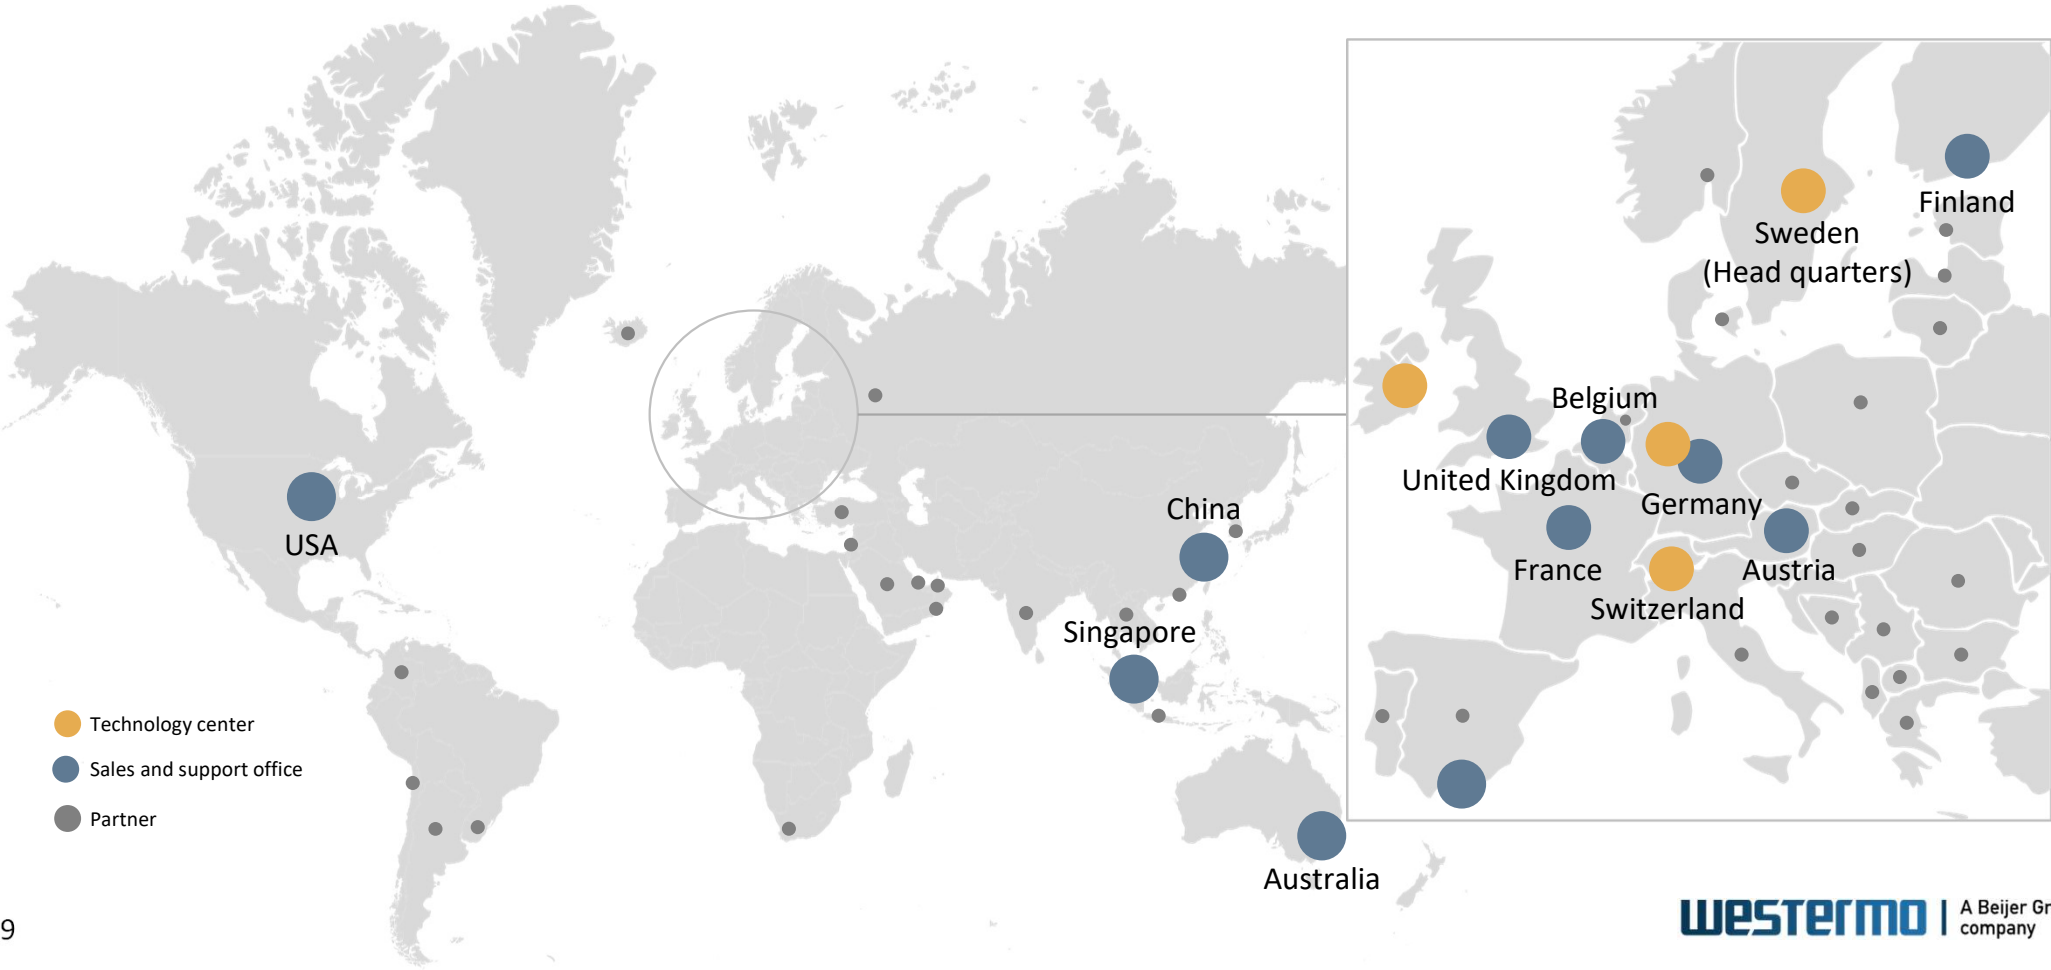 Finland
Sweden
(Head quarters)
Belgium
United Kingdom
Germany
France
Austria
Switzerland
China
USA
Singapore
Australia
Technology center
Sales and support office
Partner
9
westermo
A Beijer Gr
company